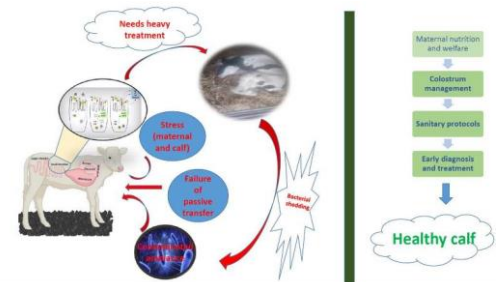 Needs heavy
treatment
Stress
(maternal
and calf)
Failure
of
passive
transfer
Bacterial
shedding
Maternal nutrition
and welfare
Colostrum
management
Sanitary protocols
Early diagnosis
and treatment
Healthy calf